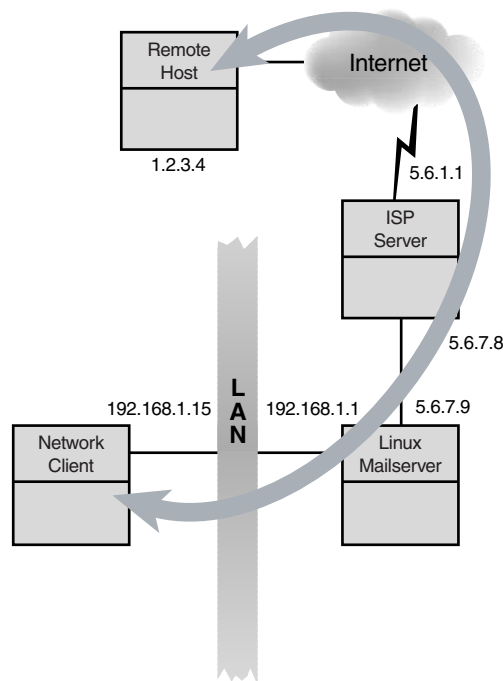 Remote
Host
Internet
1.2.3.4
5.6.1.1
ISP
Server
5.6.7.8
LAN
192.168.1.15
192.168.1.1
5.6.7.9
Network
Client
Linux
Mailserver